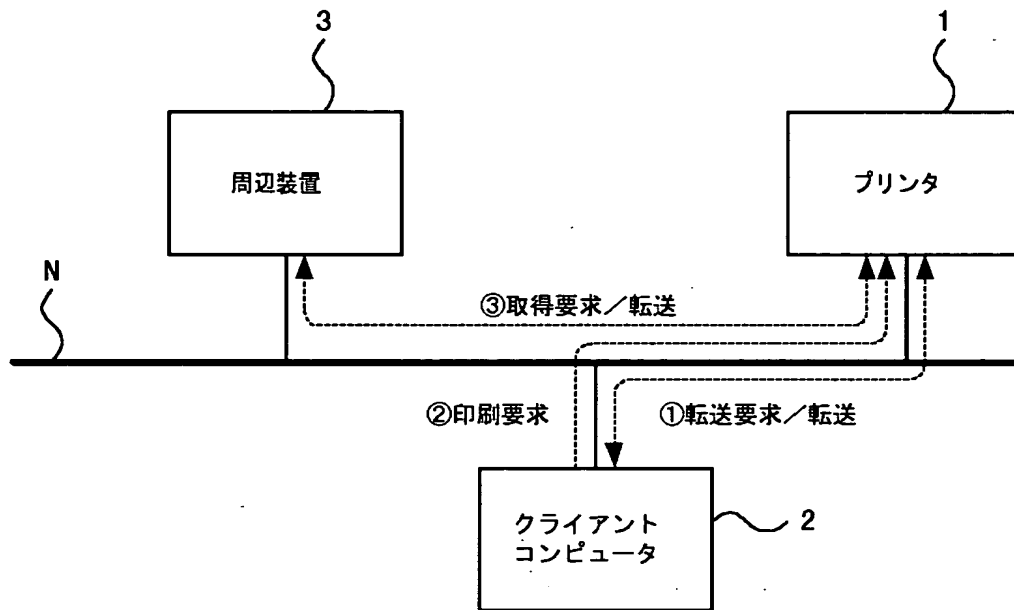 3
1
周辺装置
プリンタ
N
③取得要求／転送
②印刷要求
①転送要求／転送
クライアント
コンピュータ
2